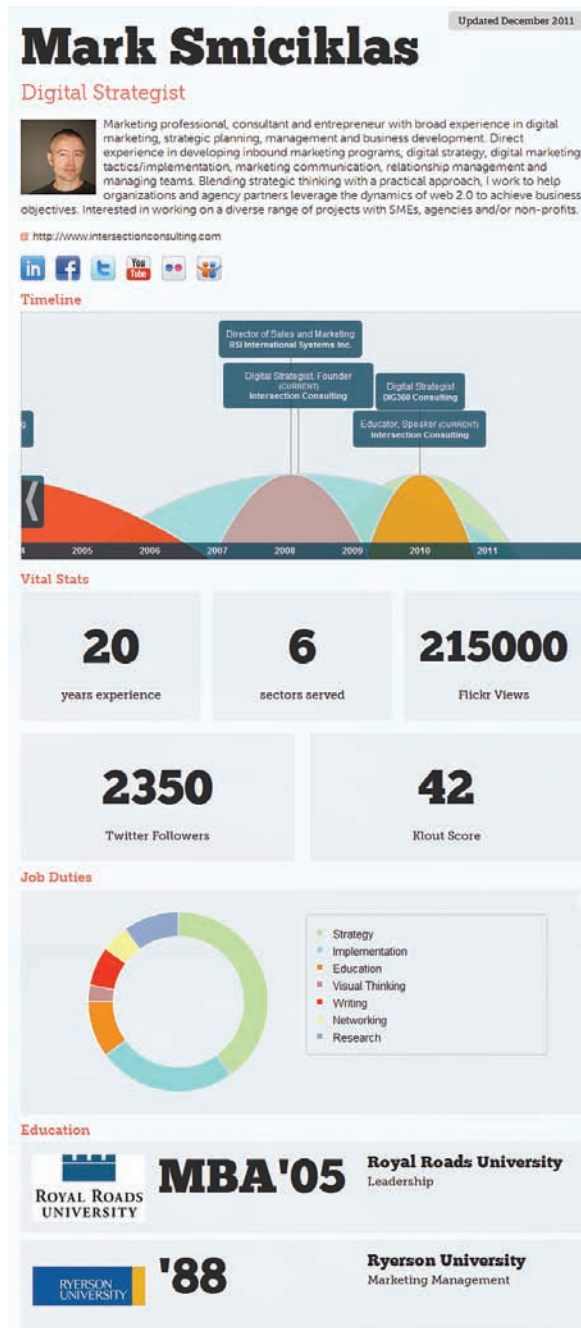 Updated December 2011
Mark Smiciklas
Digital Strategist
Marketing professional, consultant and entrepreneur with broad experience in digital
marketing, strategic planning, management and business development. Direct
experience in developing inbound marketing programs, digital strategy, digital marketing
tactics/implementation, marketing communication, relationship management and
managing teams. Blending strategic thinking with a practical approach, I work to help
organizations and agency partners leverage the dynamics of web 2.0 to achieve business
objectives. Interested in working on a diverse range of projects with SMEs, agencies and/or non-profits.
http://www.intersectionconsulting.com
in f t You Tube
Timeline
Director of Sales and Marketing
RSI International Systems Inc.
Digital Strategist, Founder
(CURRENT)
Intersection Consulting
Digital Strategist
DIG360 Consulting
Educator, Speaker (CURRENT)
Intersection Consulting
g
4 2005 2006 2007 2008 2009 2010 2011
Vital Stats
20
years experience
6
sectors served
215000
Flickr Views
2350
Twitter Followers
42
Klout Score
Job Duties
Strategy
Implementation
Education
Visual Thinking
Writing
Networking
Research
Education
ROYAL ROADS
UNIVERSITY
MBA'05
Royal Roads University
Leadership
RYERSON
UNIVERSITY
'88
Ryerson University
Marketing Management